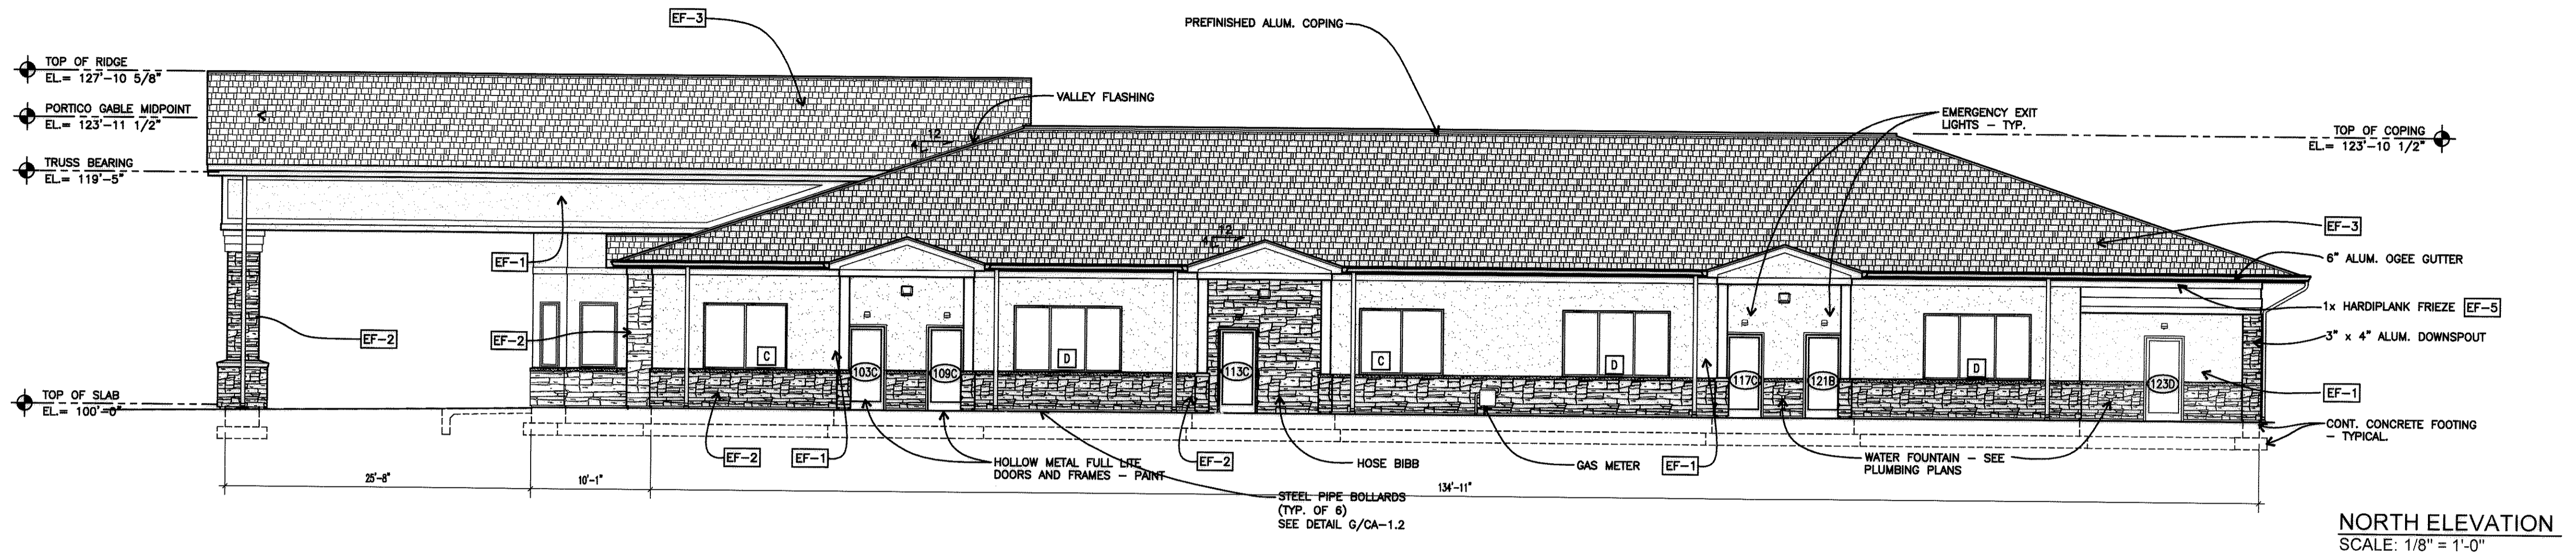 EF-3
PREFINISHED ALUM. COPING
TOP OF RIDGE
EL.= 127'-10 5/8"
PORTICO GABLE MIDPOINT
EL.= 123'-11 1/2"
TRUSS BEARING
EL.= 119'-5"
VALLEY FLASHING
12
4
EMERGENCY EXIT
LIGHTS - TYP.
TOP OF COPING
EL.= 123'-10 1/2"
12
4
EF-3
EF-1
6" ALUM. OGEE GUTTER
1x HARDIPLANK FRIEZE EF-5
EF-2
EF-2
3" x 4" ALUM. DOWNSPOUT
C
D
C
D
D
103C
109C
113C
117C
121B
123D
EF-1
TOP OF SLAB
EL.= 100'-0"
CONT. CONCRETE FOOTING
- TYPICAL.
EF-2
EF-1
HOLLOW METAL FULL LITE
DOORS AND FRAMES - PAINT
EF-2
HOSE BIBB
GAS METER
EF-1
WATER FOUNTAIN - SEE
PLUMBING PLANS
25'-8"
10'-1"
134'-11"
STEEL PIPE BOLLARDS
(TYP. OF 6)
SEE DETAIL G/CA-1.2
NORTH ELEVATION
SCALE: 1/8" = 1'-0"